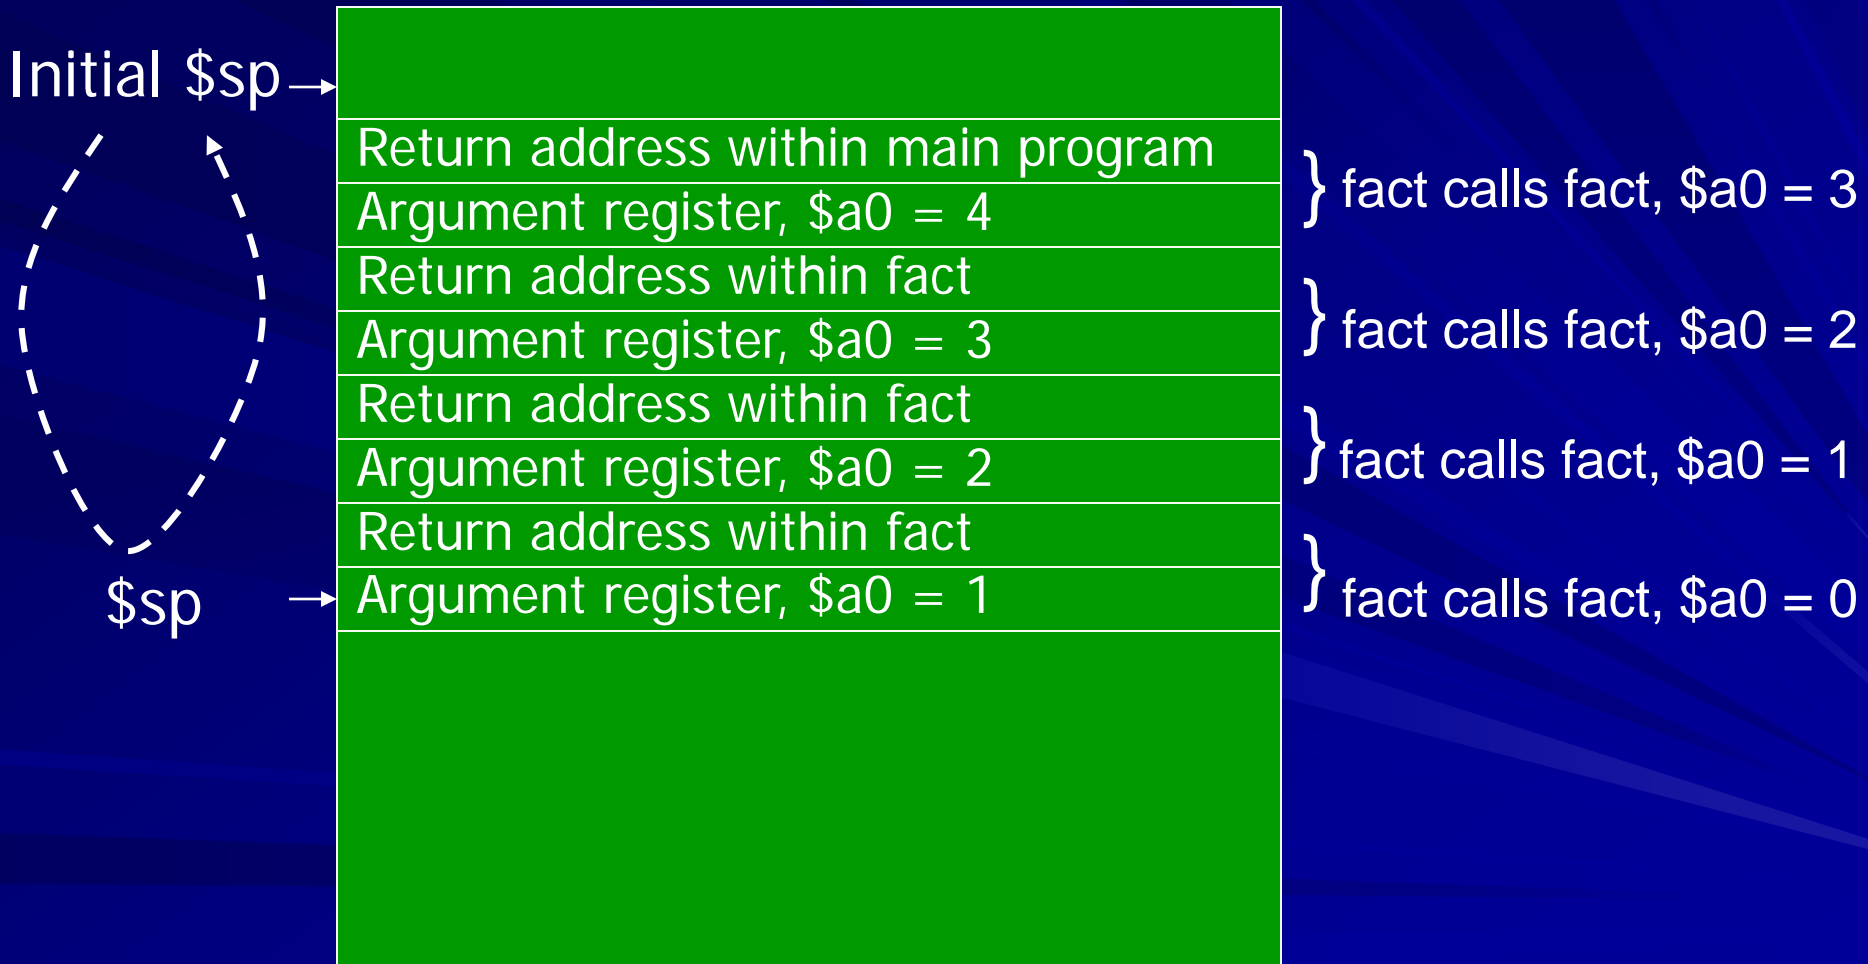 Initial $sp
Return address within main program
Argument register, $a0 = 4
} fact calls fact, $a0 = 3
Return address within fact
Argument register, $a0 = 3
} fact calls fact, $a0 = 2
Return address within fact
Argument register, $a0 = 2
} fact calls fact, $a0 = 1
Return address within fact
$sp
Argument register, $a0 = 1
} fact calls fact, $a0 = 0